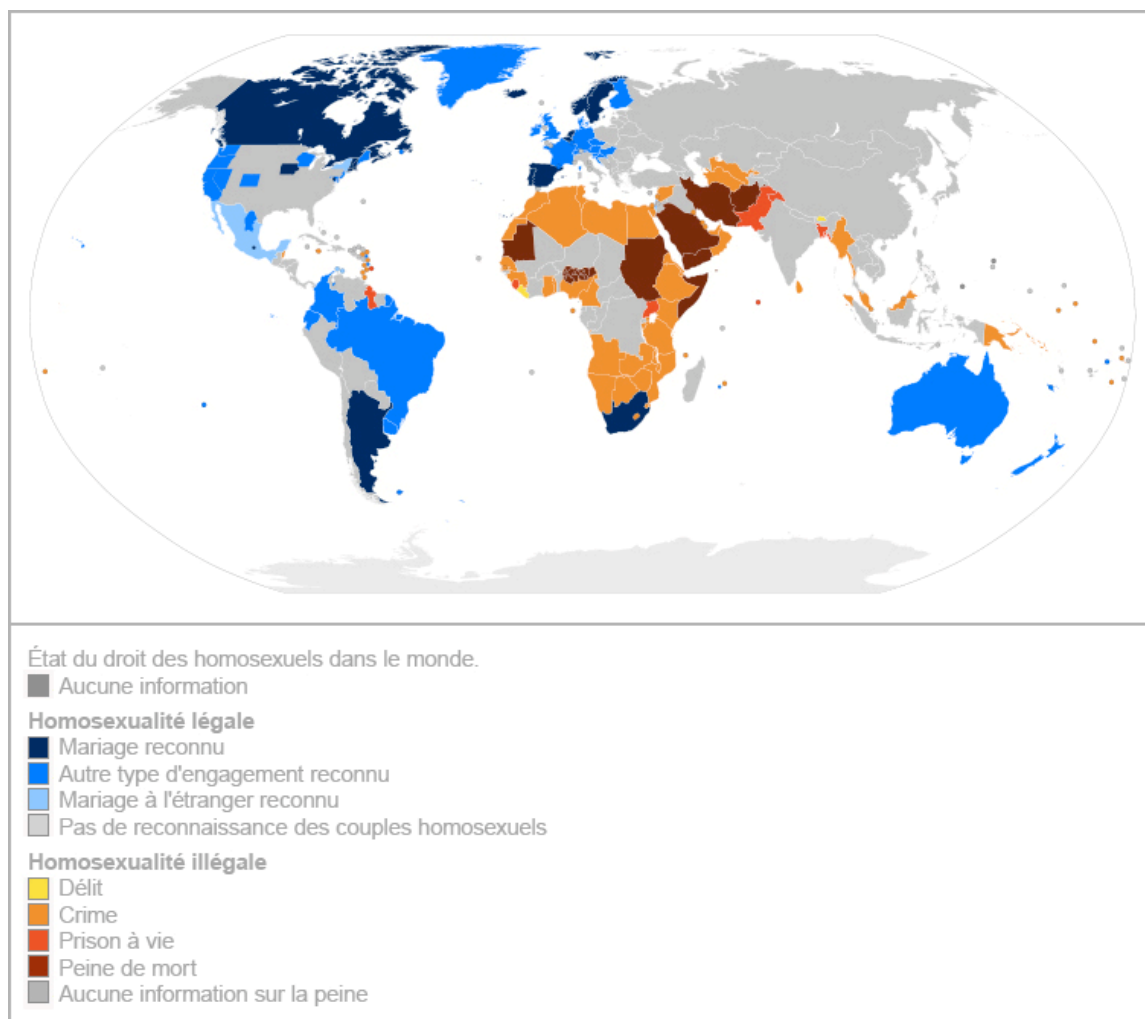 État du droit des homosexuels dans le monde.
Aucune information
Homosexualité légale
Mariage reconnu
Autre type d'engagement reconnu
Mariage à l'étranger reconnu
Pas de reconnaissance des couples homosexuels
Homosexualité illégale
Délit
Crime
Prison à vie
Peine de mort
Aucune information sur la peine